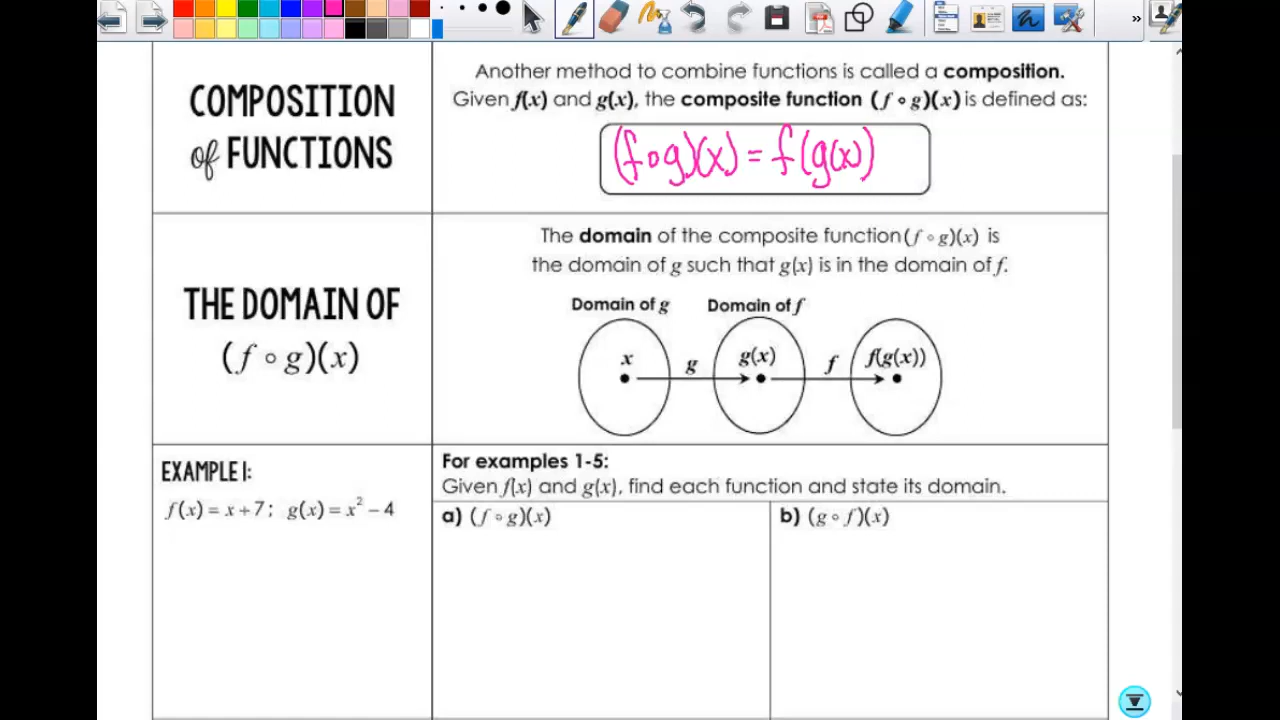 »
COMPOSITION
of FUNCTIONS
Another method to combine functions is called a composition.
Given f(x) and g(x), the composite function (f ∘ g)(x) is defined as:
(f∘g)(x) = f(g(x)
THE DOMAIN OF
(f ∘ g)(x)
The domain of the composite function (f ∘ g)(x) is
the domain of g such that g(x) is in the domain of f.
Domain of g Domain of f
x g g(x) f f(g(x))
EXAMPLE 1:
f(x) = x + 7; g(x) = x² − 4
For examples 1-5:
Given f(x) and g(x), find each function and state its domain.
a) (f ∘ g)(x)
b) (g ∘ f)(x)